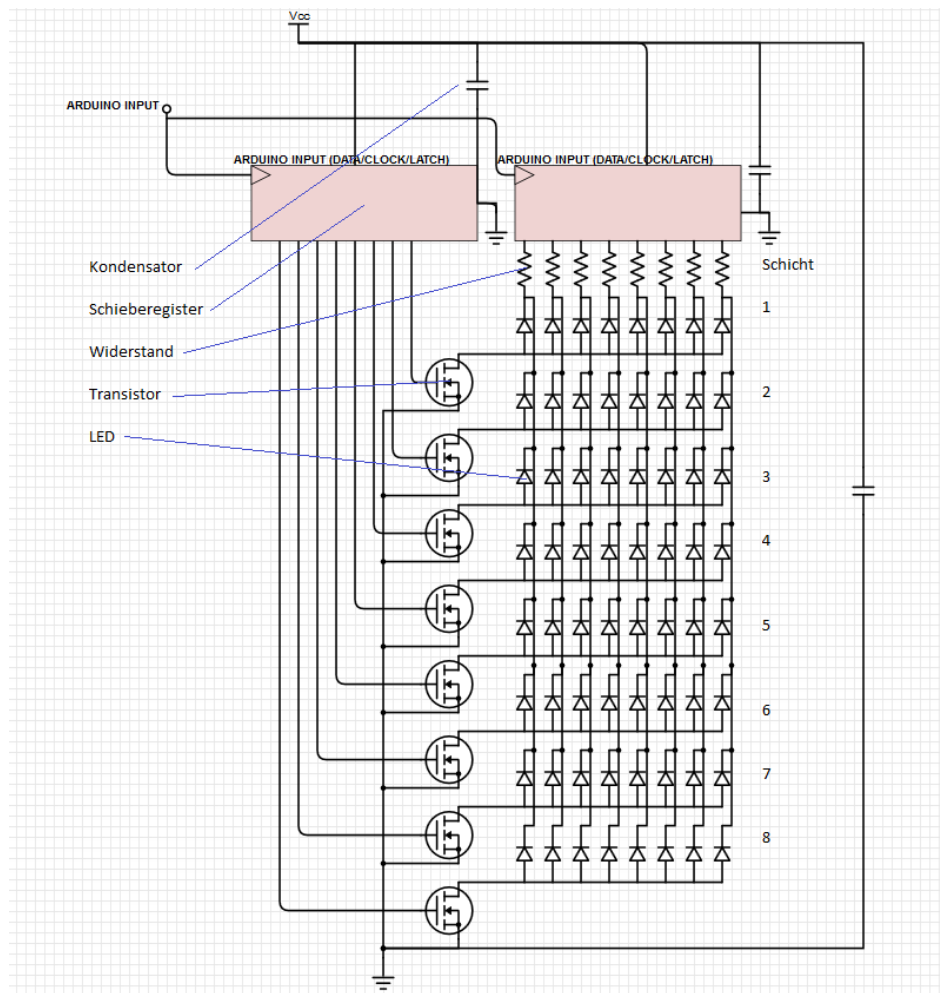 Vcc
ARDUINO INPUT
ARDUINO INPUT (DATA/CLOCK/LATCH)
ARDUINO INPUT (DATA/CLOCK/LATCH)
Kondensator
Schieberegister
Widerstand
Transistor
LED
Schicht
1
2
3
4
5
6
7
8